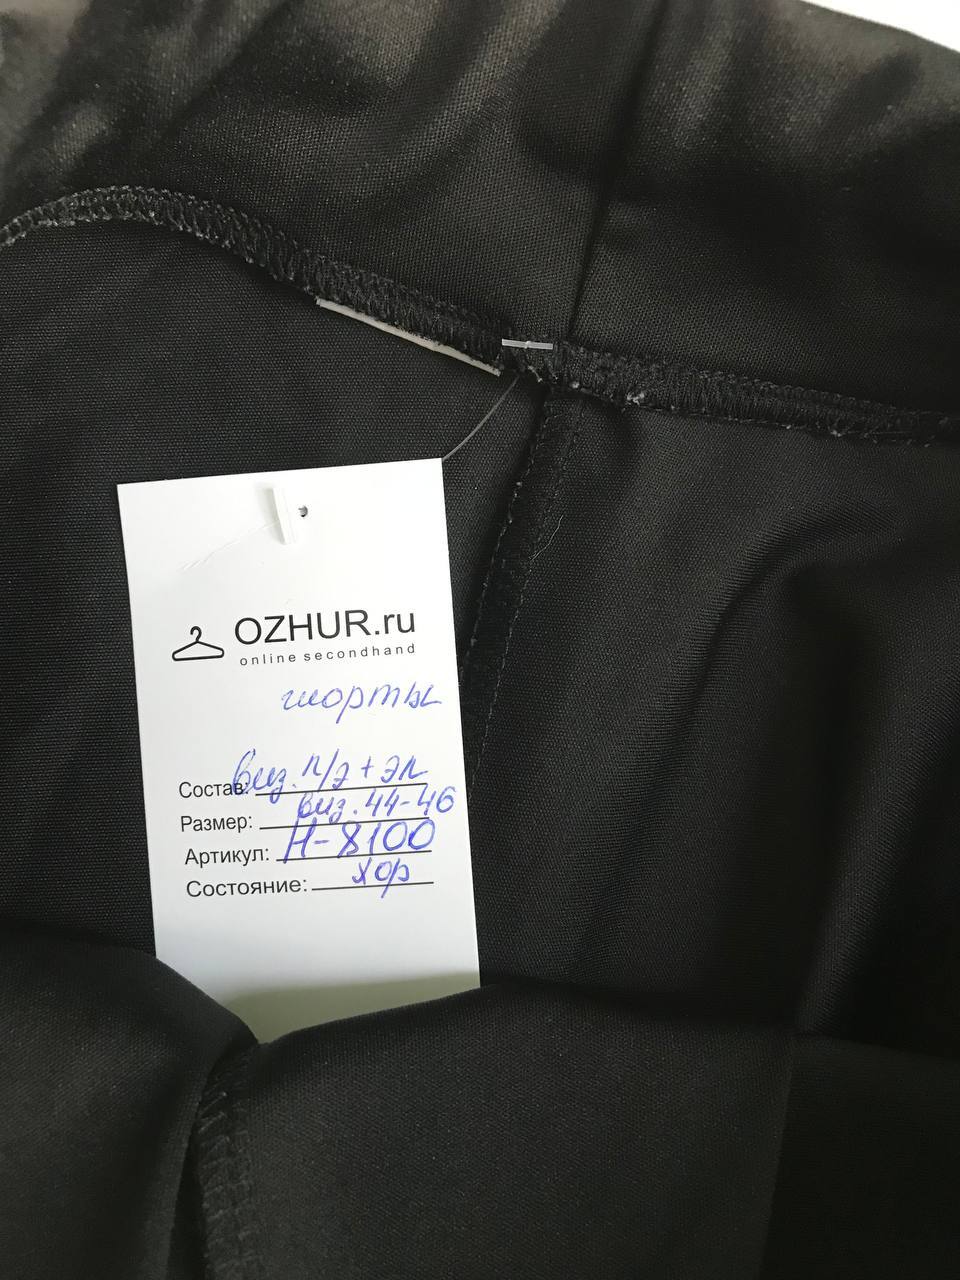 OZHUR.ru
online secondhand
шорты
Состав: виз. п/э + эл
Размер: виз. 44-46
Артикул: Н-8100
Состояние: хор